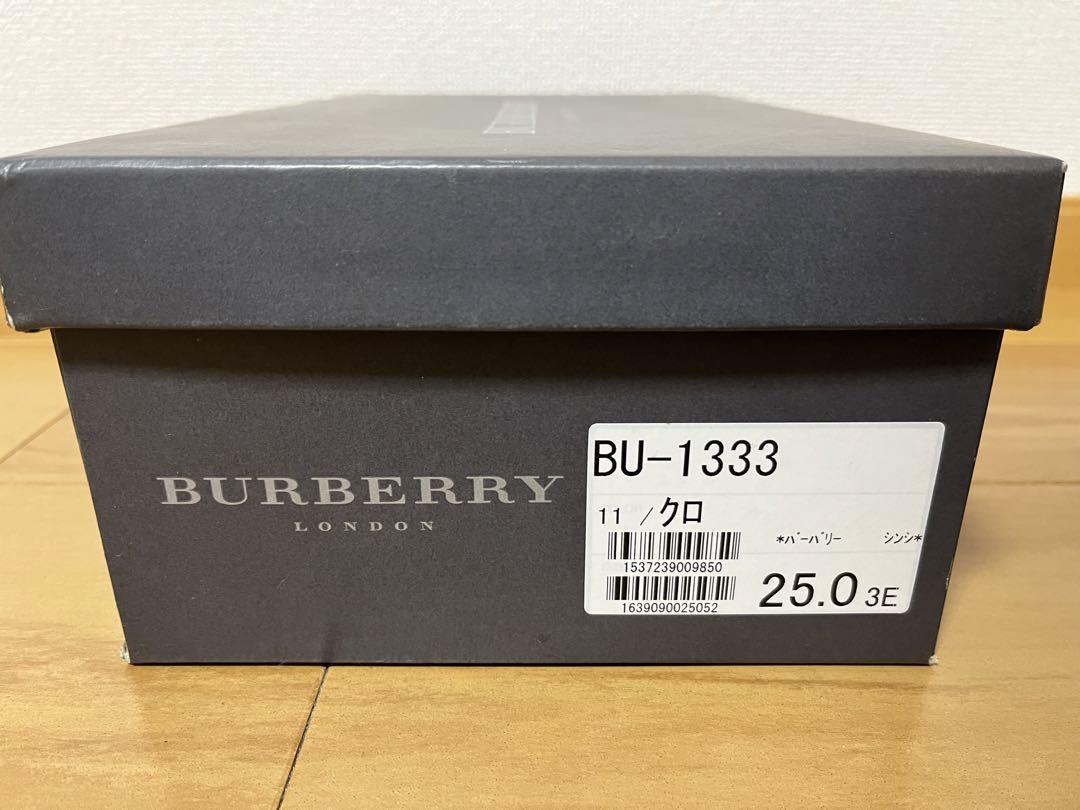 BURBERRY
LONDON
BU-1333
11 /クロ
*ﾊﾞｰﾊﾞﾘｰ ｼﾝｼ*
1537239009850
1639090025052
25.0 3E